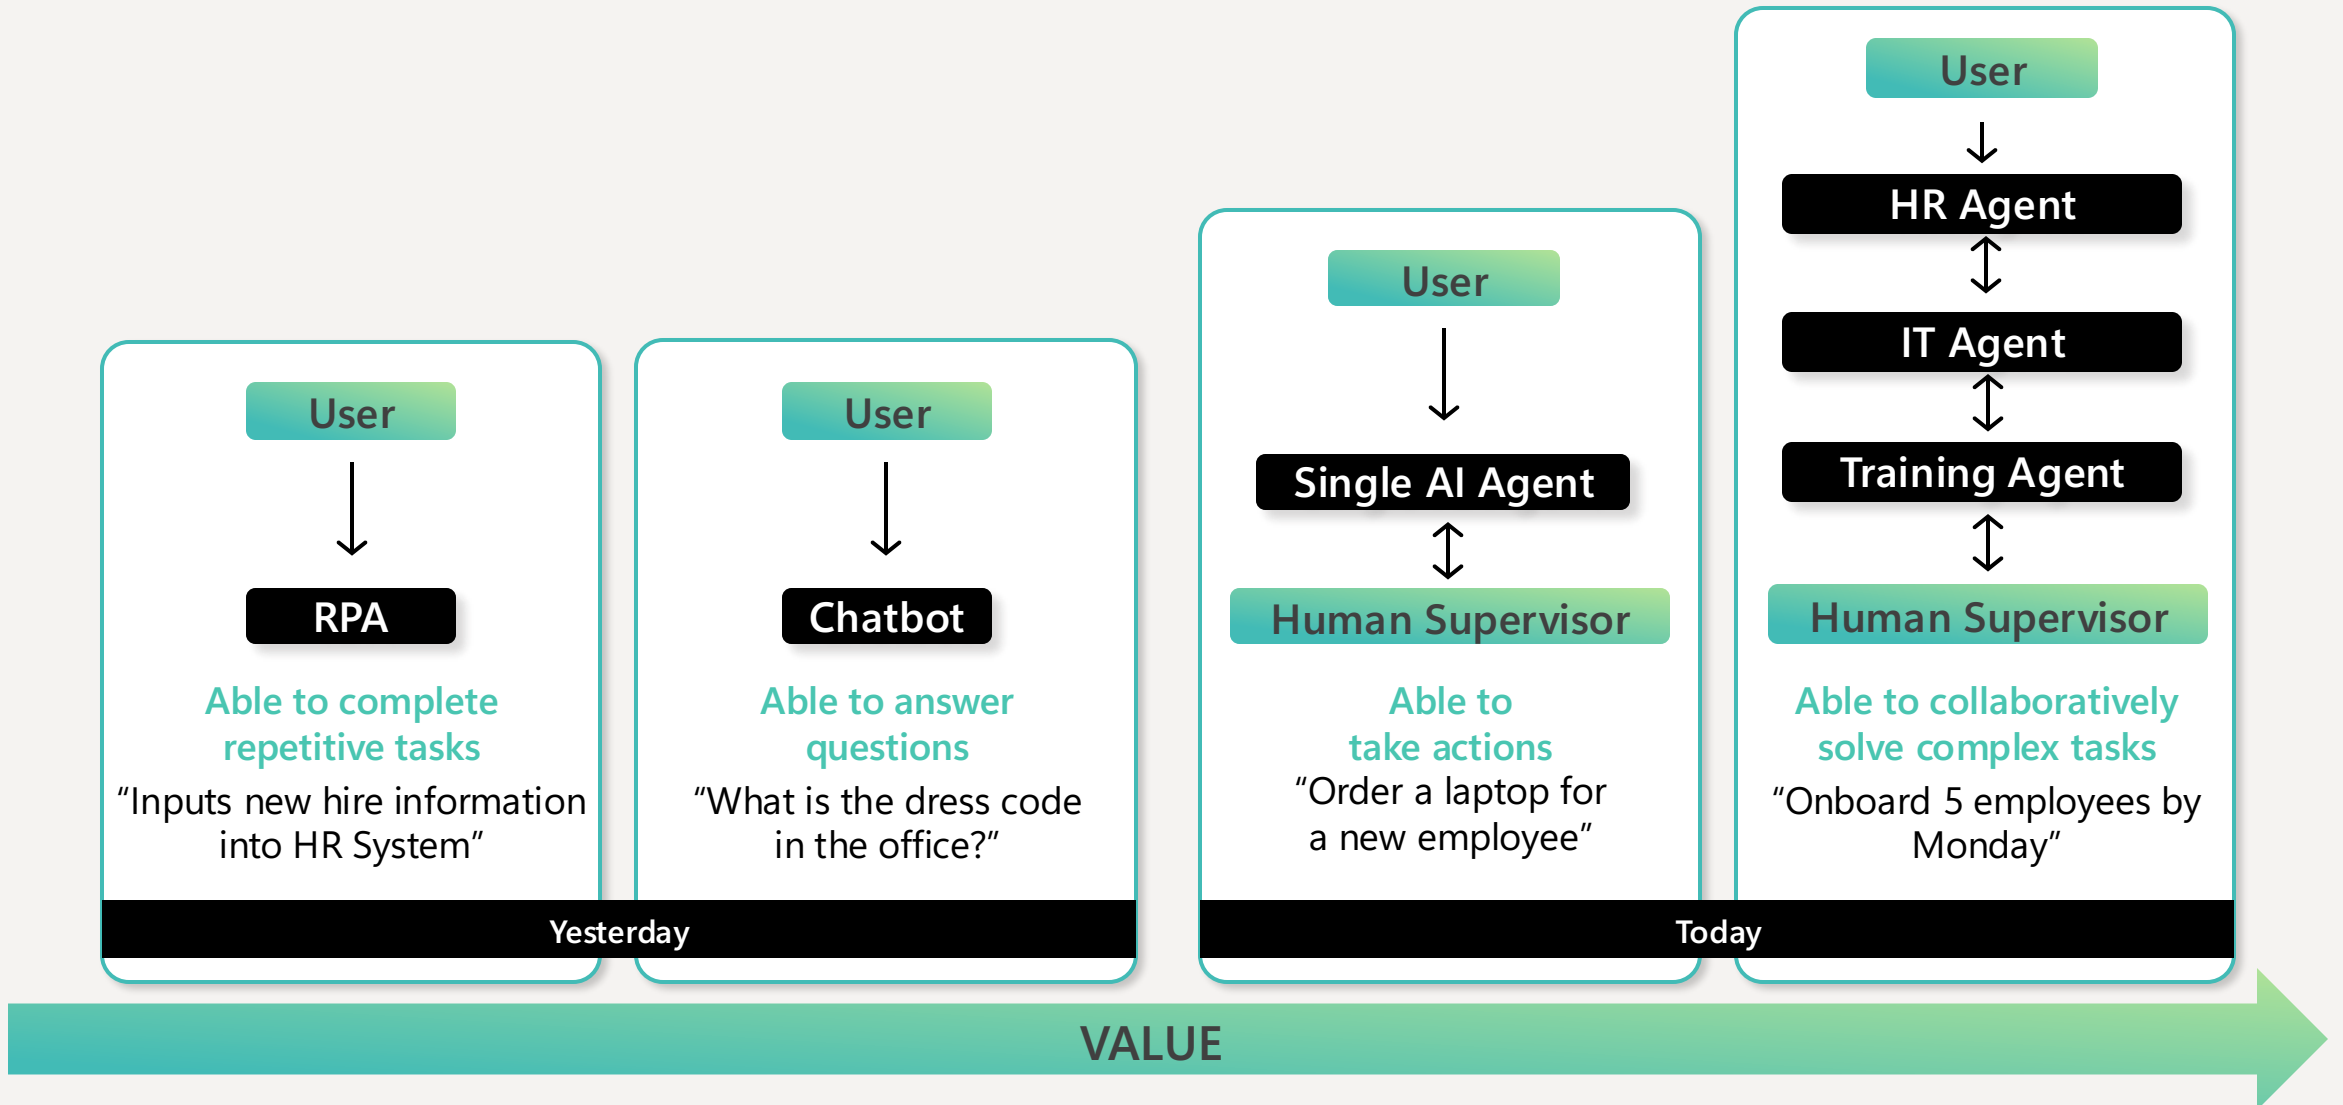 User
RPA
Able to complete
repetitive tasks
“Inputs new hire information
into HR System”
User
Chatbot
Able to answer
questions
“What is the dress code
in the office?”
Yesterday
User
Single AI Agent
Human Supervisor
Able to
take actions
“Order a laptop for
a new employee”
User
HR Agent
IT Agent
Training Agent
Human Supervisor
Able to collaboratively
solve complex tasks
“Onboard 5 employees by
Monday”
Today
VALUE